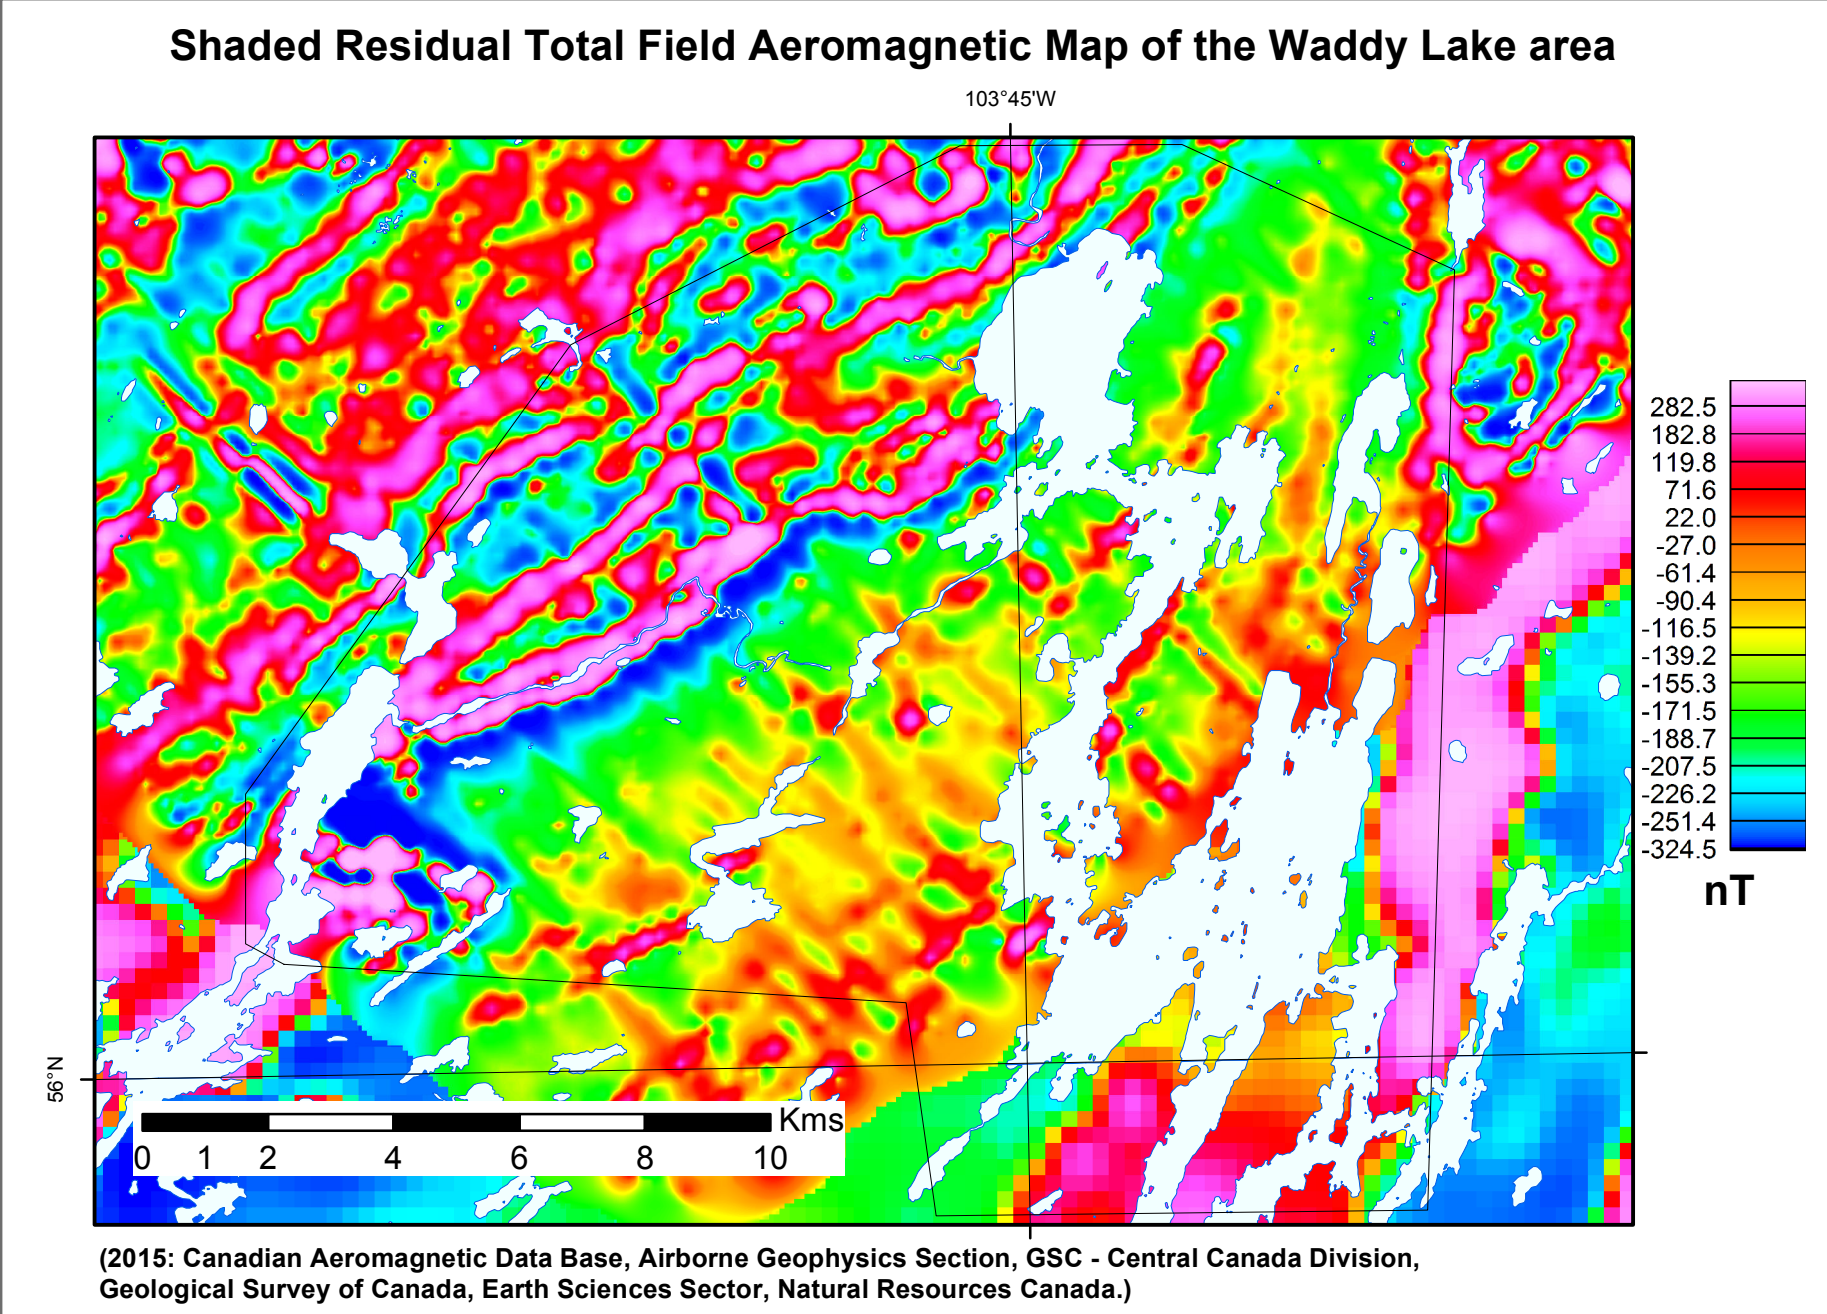 Shaded Residual Total Field Aeromagnetic Map of the Waddy Lake area
103°45'W
282.5
182.8
119.8
71.6
22.0
-27.0
-61.4
-90.4
-116.5
-139.2
-155.3
-171.5
-188.7
-207.5
-226.2
-251.4
-324.5
nT
56°N
Kms
0 1 2 4 6 8 10
(2015: Canadian Aeromagnetic Data Base, Airborne Geophysics Section, GSC - Central Canada Division,
Geological Survey of Canada, Earth Sciences Sector, Natural Resources Canada.)